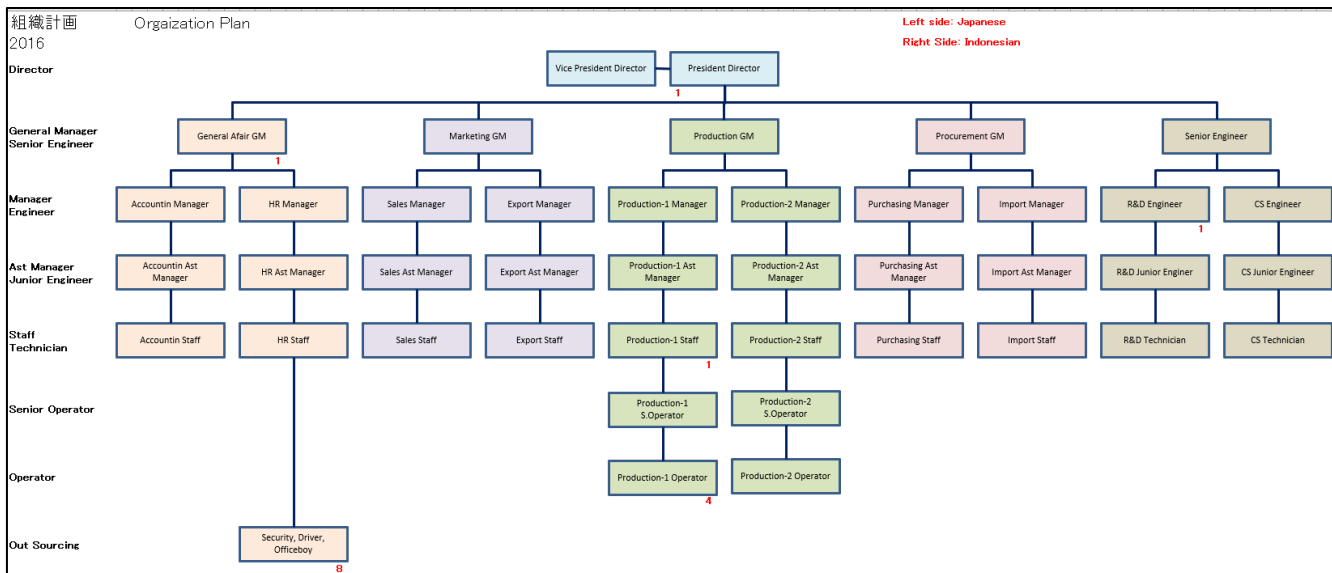 組織計画 Orgaization Plan
Left side: Japanese
2016
Right Side: Indonesian
Director
Vice President Director
President Director
1
General Manager
Senior Engineer
General Afair GM
Marketing GM
Production GM
Procurement GM
Senior Engineer
1
Manager
Engineer
Accountin Manager
HR Manager
Sales Manager
Export Manager
Production-1 Manager
Production-2 Manager
Purchasing Manager
Import Manager
R&D Engineer
CS Engineer
1
Ast Manager
Junior Engineer
Accountin Ast
Manager
HR Ast Manager
Sales Ast Manager
Export Ast Manager
Production-1 Ast
Manager
Production-2 Ast
Manager
Purchasing Ast
Manager
Import Ast Manager
R&D Junior Enginer
CS Junior Engineer
Staff
Technician
Accountin Staff
HR Staff
Sales Staff
Export Staff
Production-1 Staff
Production-2 Staff
Purchasing Staff
Import Staff
R&D Technician
CS Technician
1
Senior Operator
Production-1
S.Operator
Production-2
S.Operator
Operator
Production-1 Operator
Production-2 Operator
4
Out Sourcing
Security, Driver,
Officeboy
8